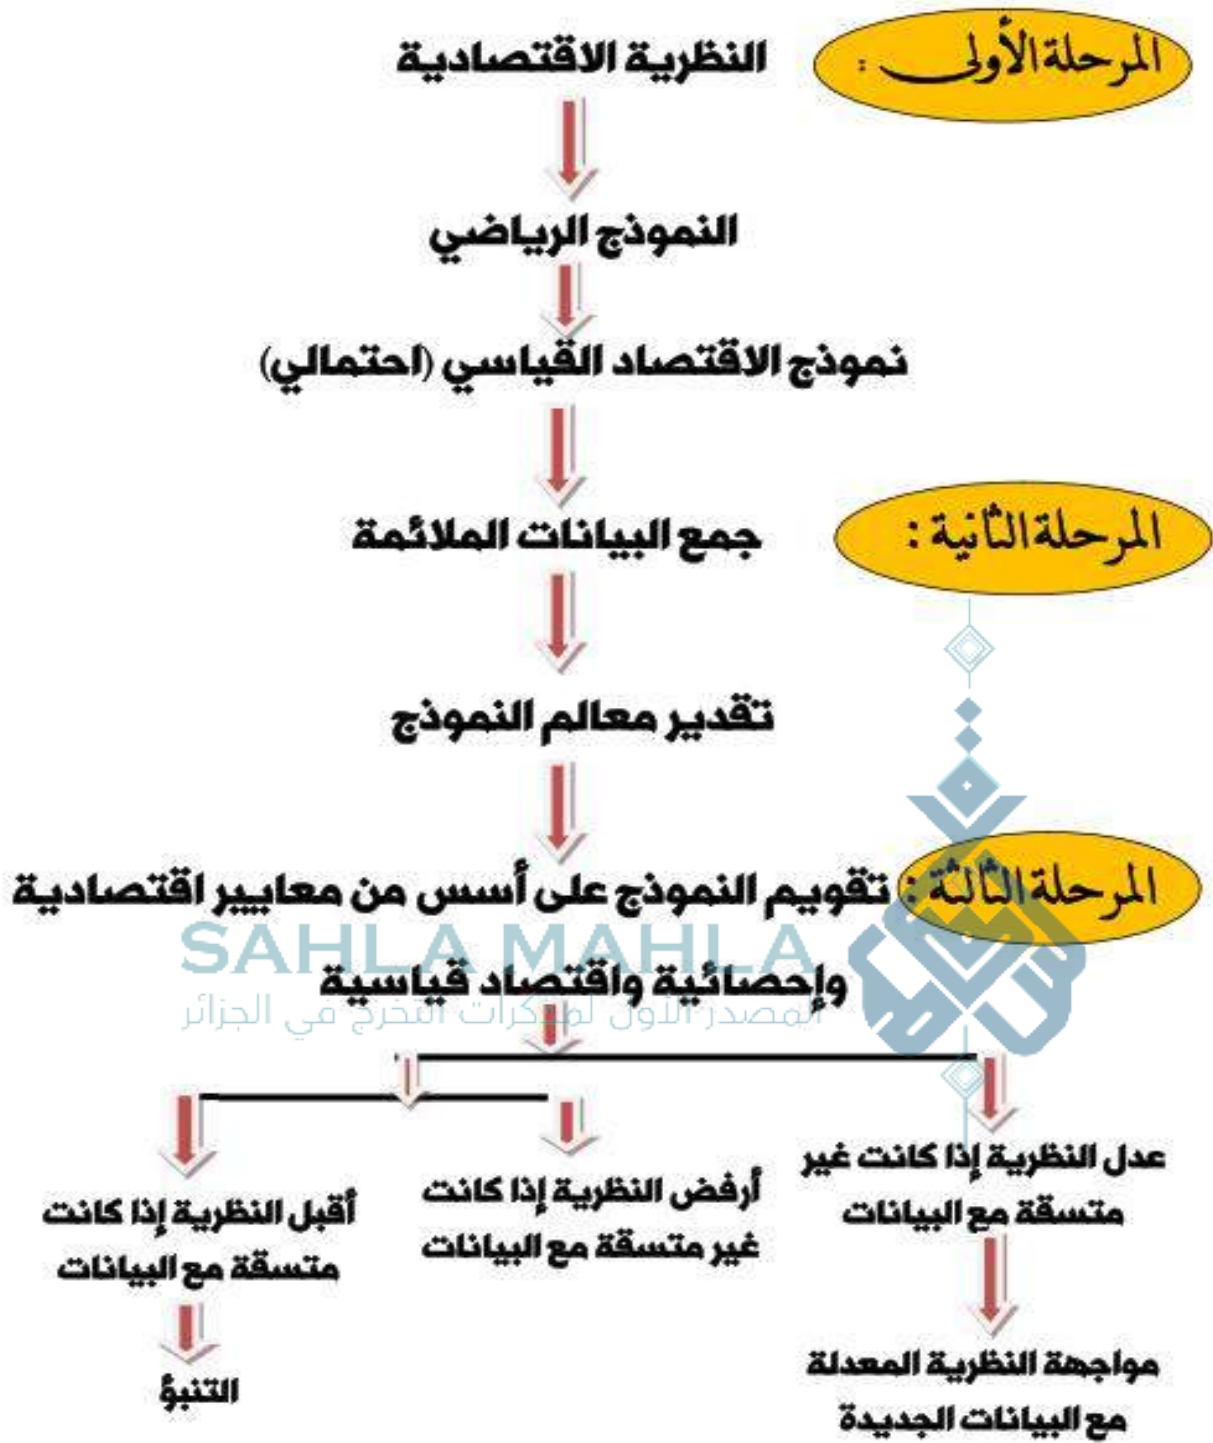 المرحلة الأولى :
النظرية الاقتصادية
النموذج الرياضي
نموذج الاقتصاد القياسي (احتمالي)
المرحلة الثانية :
جمع البيانات الملائمة
تقدير معالم النموذج
المرحلة الثالثة : تقويم النموذج على أسس من معايير اقتصادية
SAHLA MAHLA
وإحصائية واقتصاد قياسية
المصدر الأول لمذكرات التخرج في الجزائر
عدل النظرية إذا كانت غير
متسقة مع البيانات
أرفض النظرية إذا كانت
غير متسقة مع البيانات
أقبل النظرية إذا كانت
متسقة مع البيانات
مواجهة النظرية المعدلة
مع البيانات الجديدة
التنبؤ